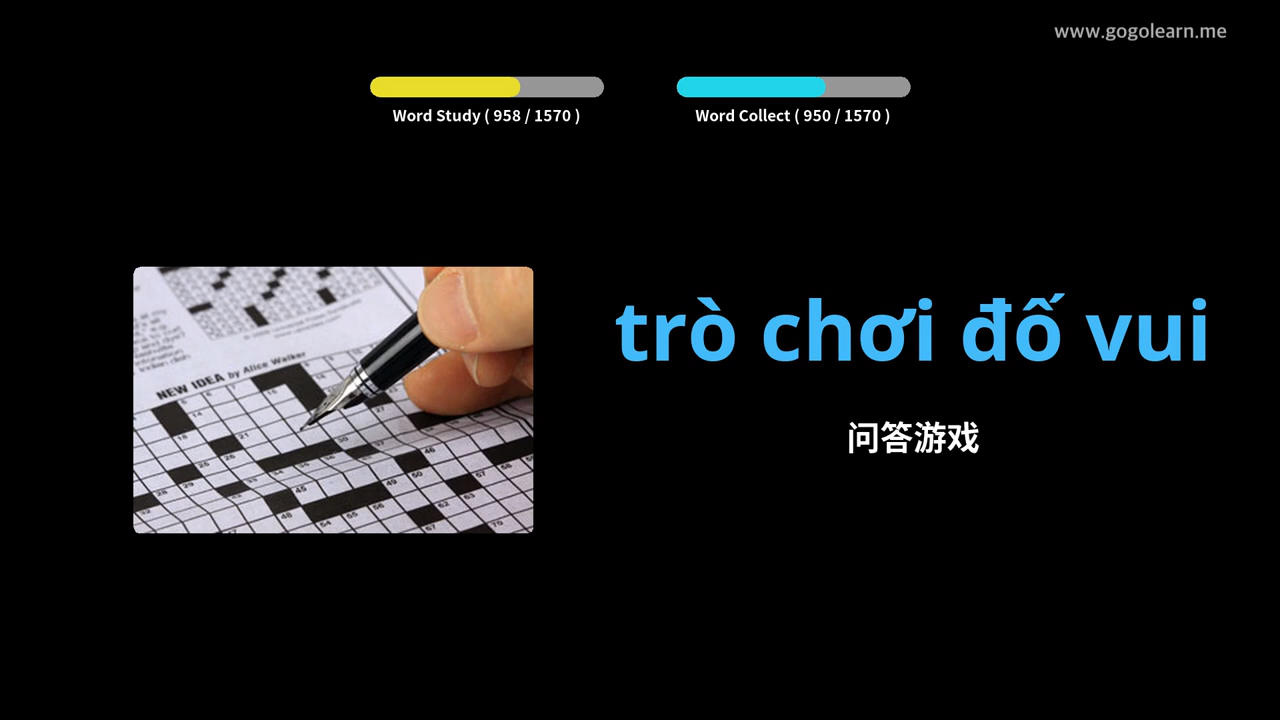 www.gogolearn.me
Word Study ( 958 / 1570 )
Word Collect ( 950 / 1570 )
NEW IDEA by Alice Walker
trò chơi đố vui
问答游戏